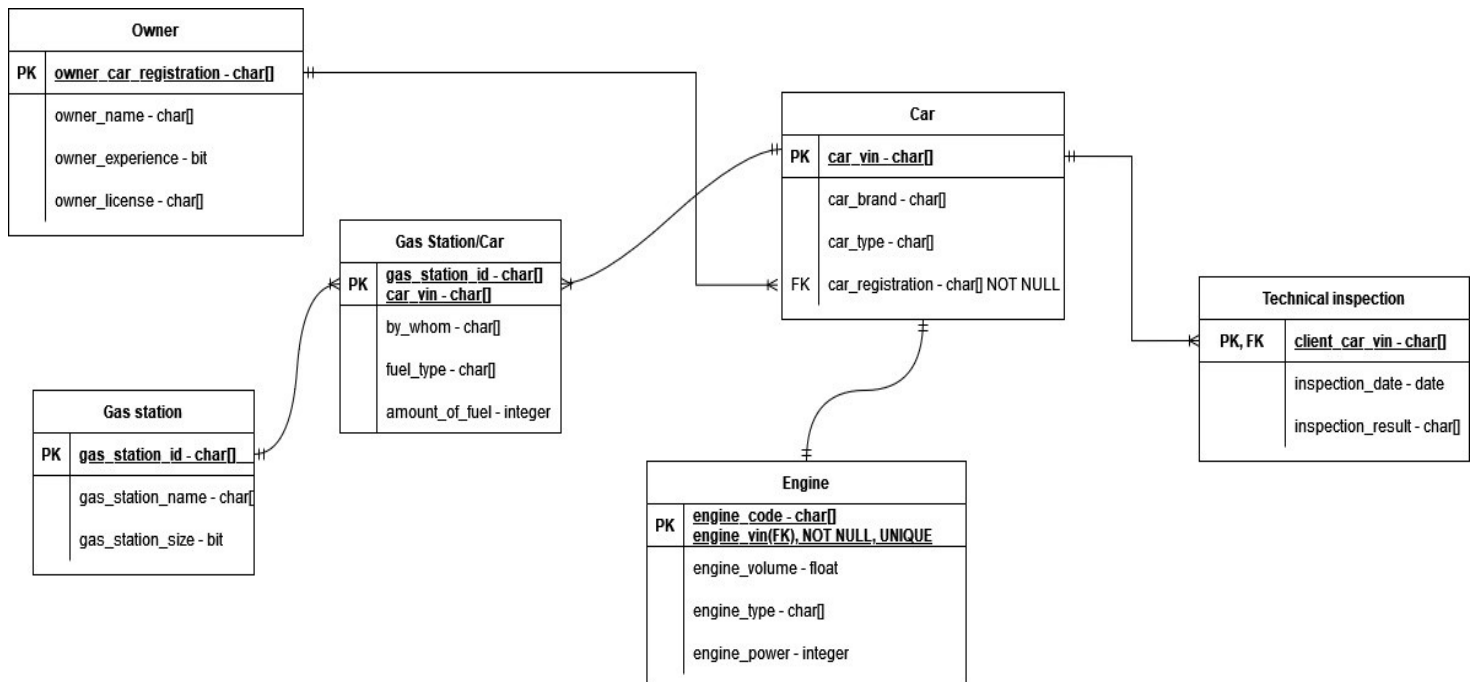 Owner
PK owner_car_registration - char[]
owner_name - char[]
owner_experience - bit
owner_license - char[]
Car
PK car_vin - char[]
car_brand - char[]
car_type - char[]
FK car_registration - char[] NOT NULL
Gas Station/Car
PK gas_station_id - char[]
car_vin - char[]
by_whom - char[]
fuel_type - char[]
amount_of_fuel - integer
Technical inspection
PK, FK client_car_vin - char[]
inspection_date - date
inspection_result - char[]
Gas station
PK gas_station_id - char[]
gas_station_name - char[]
gas_station_size - bit
Engine
PK engine_code - char[]
engine_vin(FK), NOT NULL, UNIQUE
engine_volume - float
engine_type - char[]
engine_power - integer